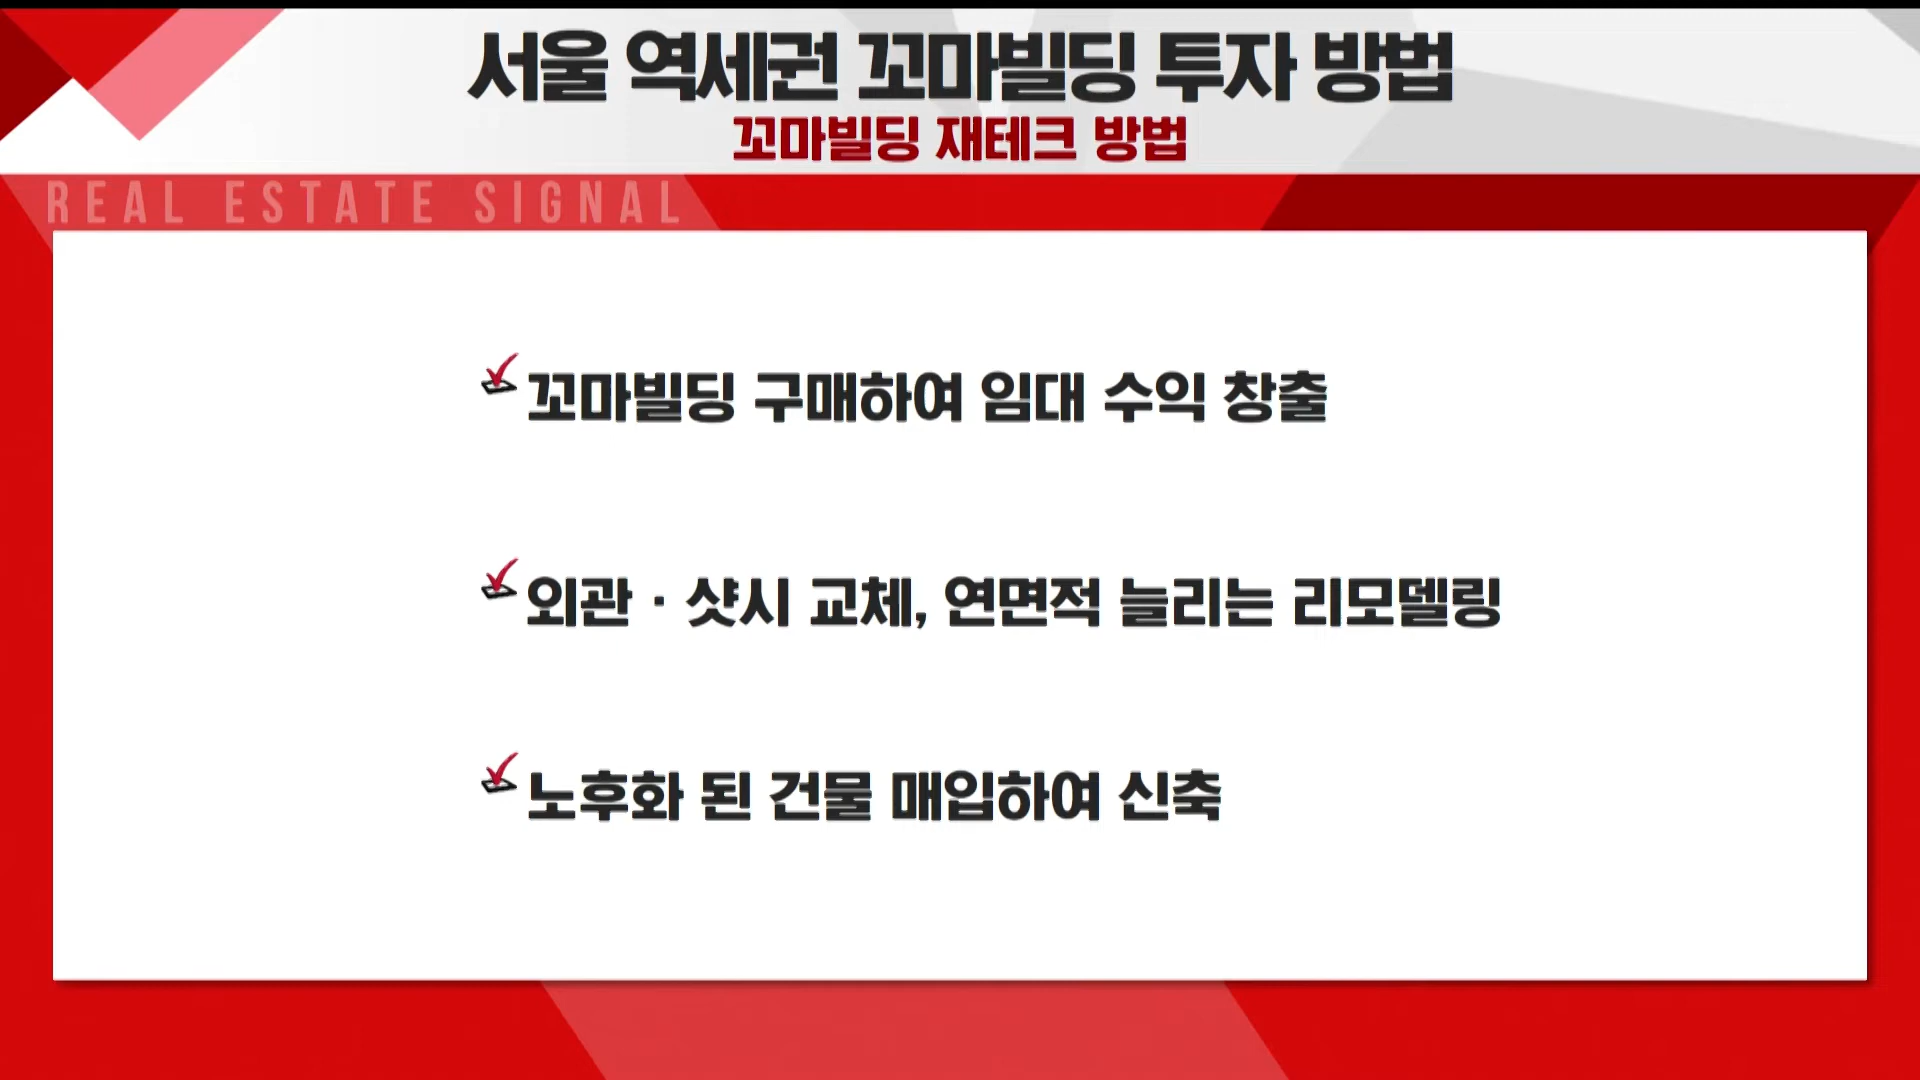 서울 역세권 꼬마빌딩 투자 방법
꼬마빌딩 재테크 방법
REAL ESTATE SIGNAL
꼬마빌딩 구매하여 임대 수익 창출
외관 · 샷시 교체, 연면적 늘리는 리모델링
노후화 된 건물 매입하여 신축